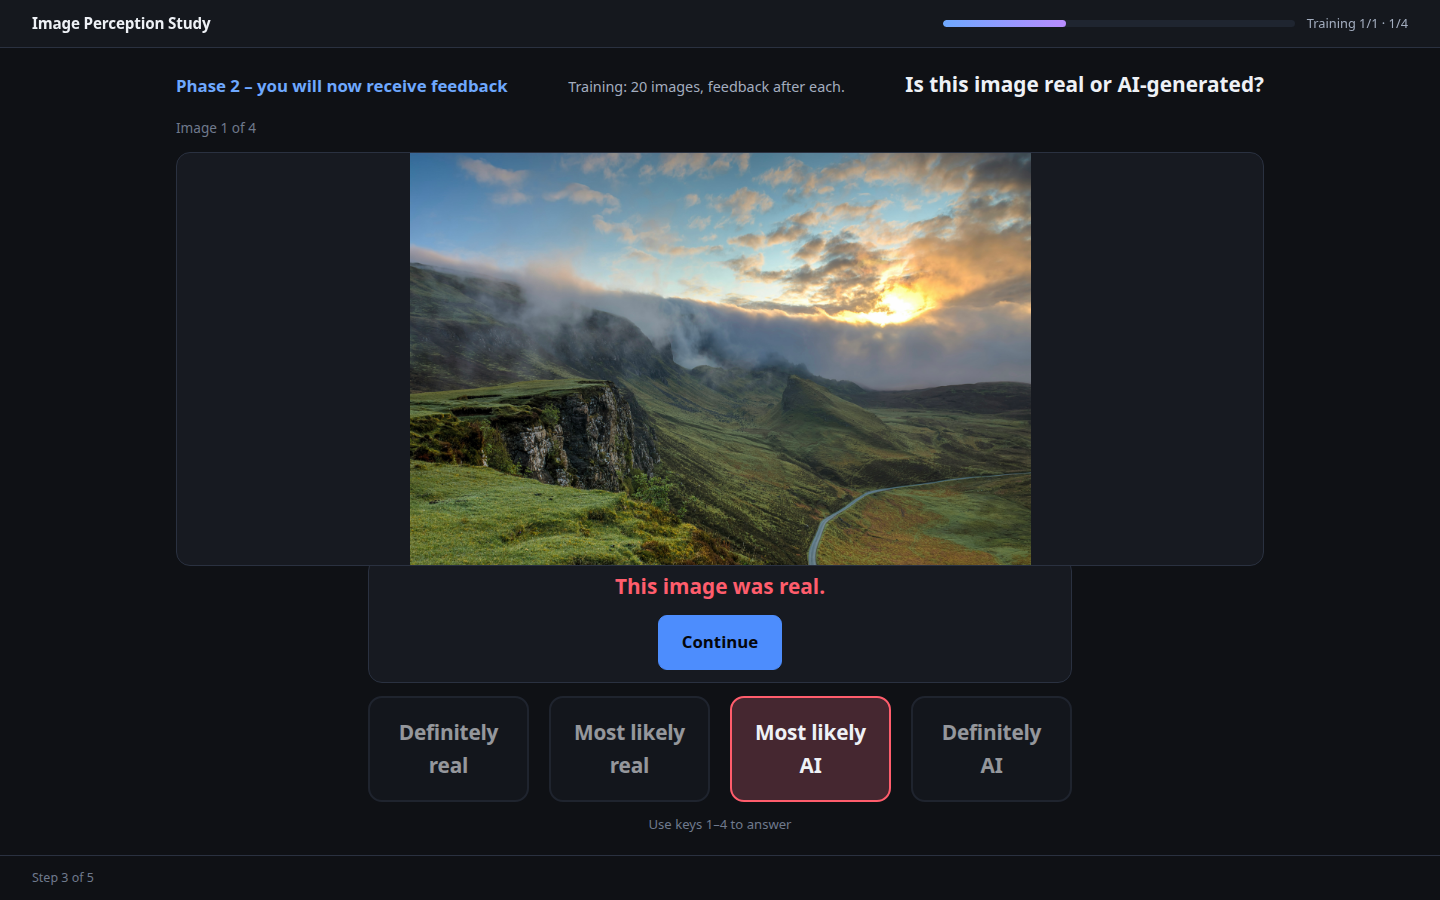 Image Perception Study
Training 1/1 · 1/4
Phase 2 – you will now receive feedback
Training: 20 images, feedback after each.
Is this image real or AI-generated?
Image 1 of 4
This image was real.
Continue
Definitely
real
Most likely
real
Most likely
AI
Definitely
AI
Use keys 1–4 to answer
Step 3 of 5